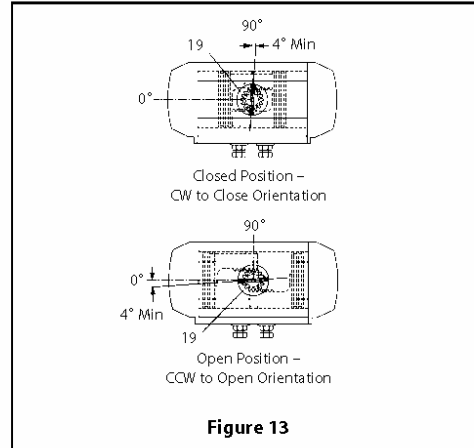 90°
19
4° Min
0°
Closed Position –
CW to Close Orientation
90°
0°
4° Min
19
Open Position –
CCW to Open Orientation
Figure 13